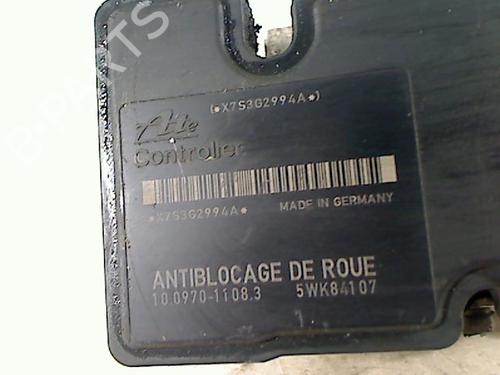 (*X7S3G2994A*)
Ate
Controller
*X7S3G2994A*
MADE IN GERMANY
ANTIBLOCAGE DE ROUE
10.0970-1108.3 5WK84107